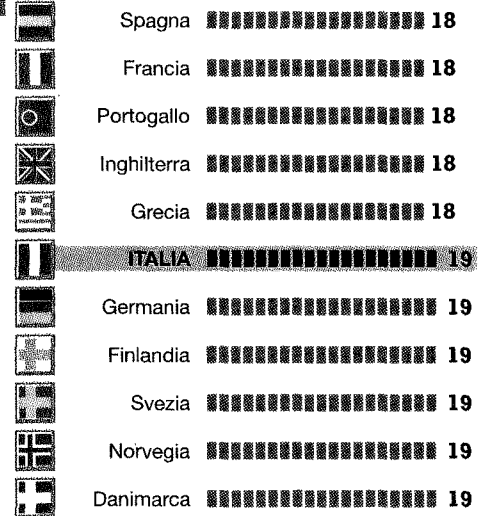 Spagna 18
Francia 18
Portogallo 18
Inghilterra 18
Grecia 18
ITALIA 19
Germania 19
Finlandia 19
Svezia 19
Norvegia 19
Danimarca 19